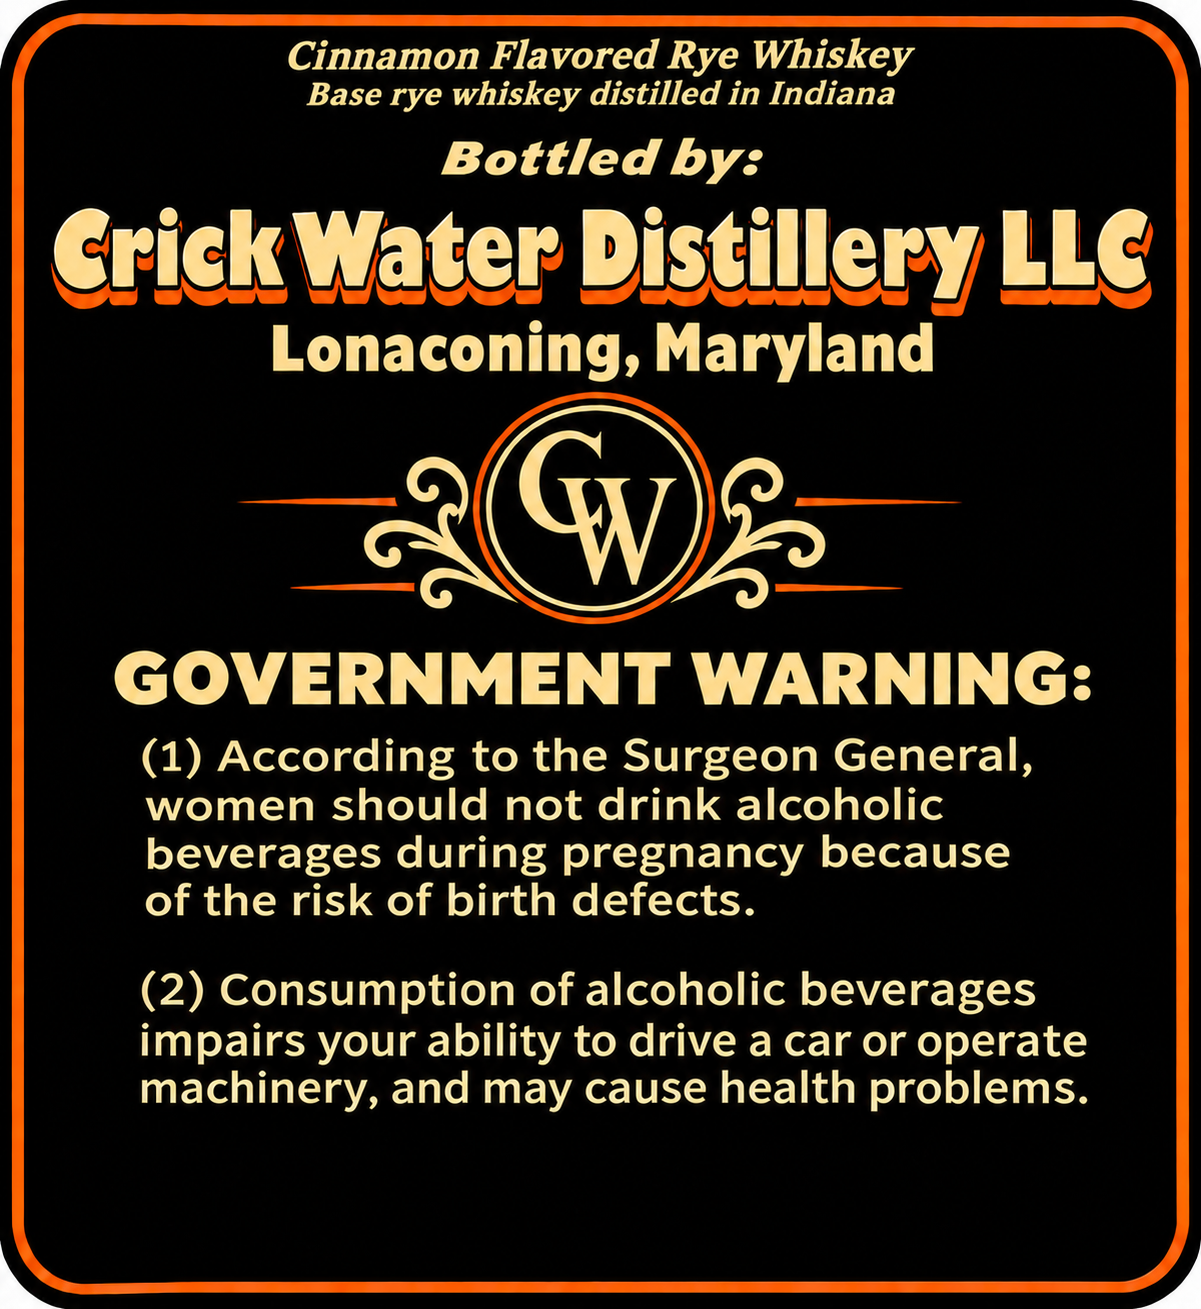 Cinnamon Flavored Rye Whiskey
Base rye whiskey distilled in Indiana
Bottled by:
Crick Water Distillery LLC
Lonaconing, Maryland
CW
GOVERNMENT WARNING:
(1) According to the Surgeon General,
women should not drink alcoholic
beverages during pregnancy because
of the risk of birth defects.
(2) Consumption of alcoholic beverages
impairs your ability to drive a car or operate
machinery, and may cause health problems.